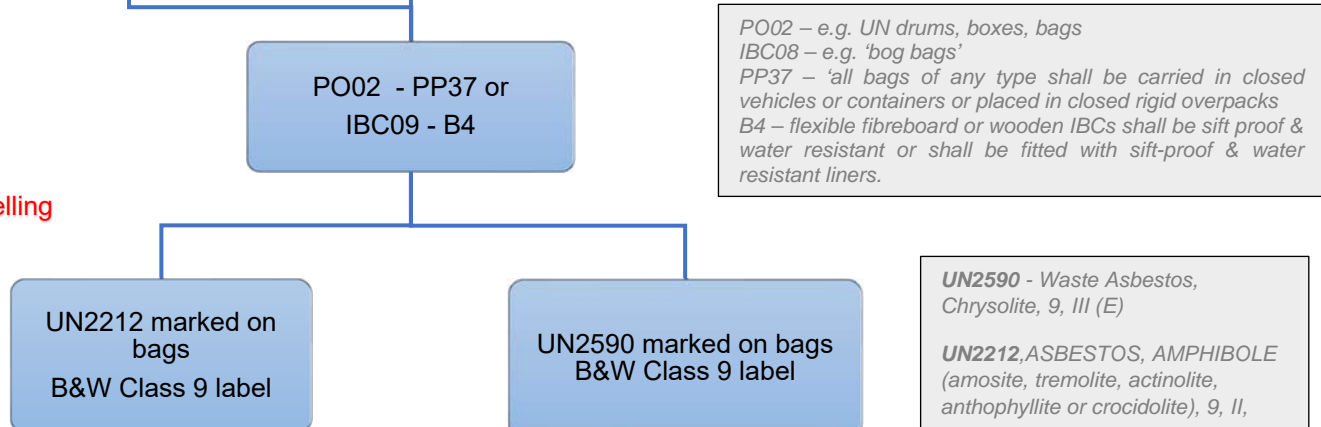 PO02 - PP37 or
IBC09 - B4
PO02 – e.g. UN drums, boxes, bags
IBC08 – e.g. ‘bog bags’
PP37 – ‘all bags of any type shall be carried in closed
vehicles or containers or placed in closed rigid overpacks
B4 – flexible fibreboard or wooden IBCs shall be sift proof &
water resistant or shall be fitted with sift-proof & water
resistant liners.
elling
UN2212 marked on
bags
B&W Class 9 label
UN2590 marked on bags
B&W Class 9 label
UN2590 - Waste Asbestos,
Chrysolite, 9, III (E)
UN2212,ASBESTOS, AMPHIBOLE
(amosite, tremolite, actinolite,
anthophyllite or crocidolite), 9, II,